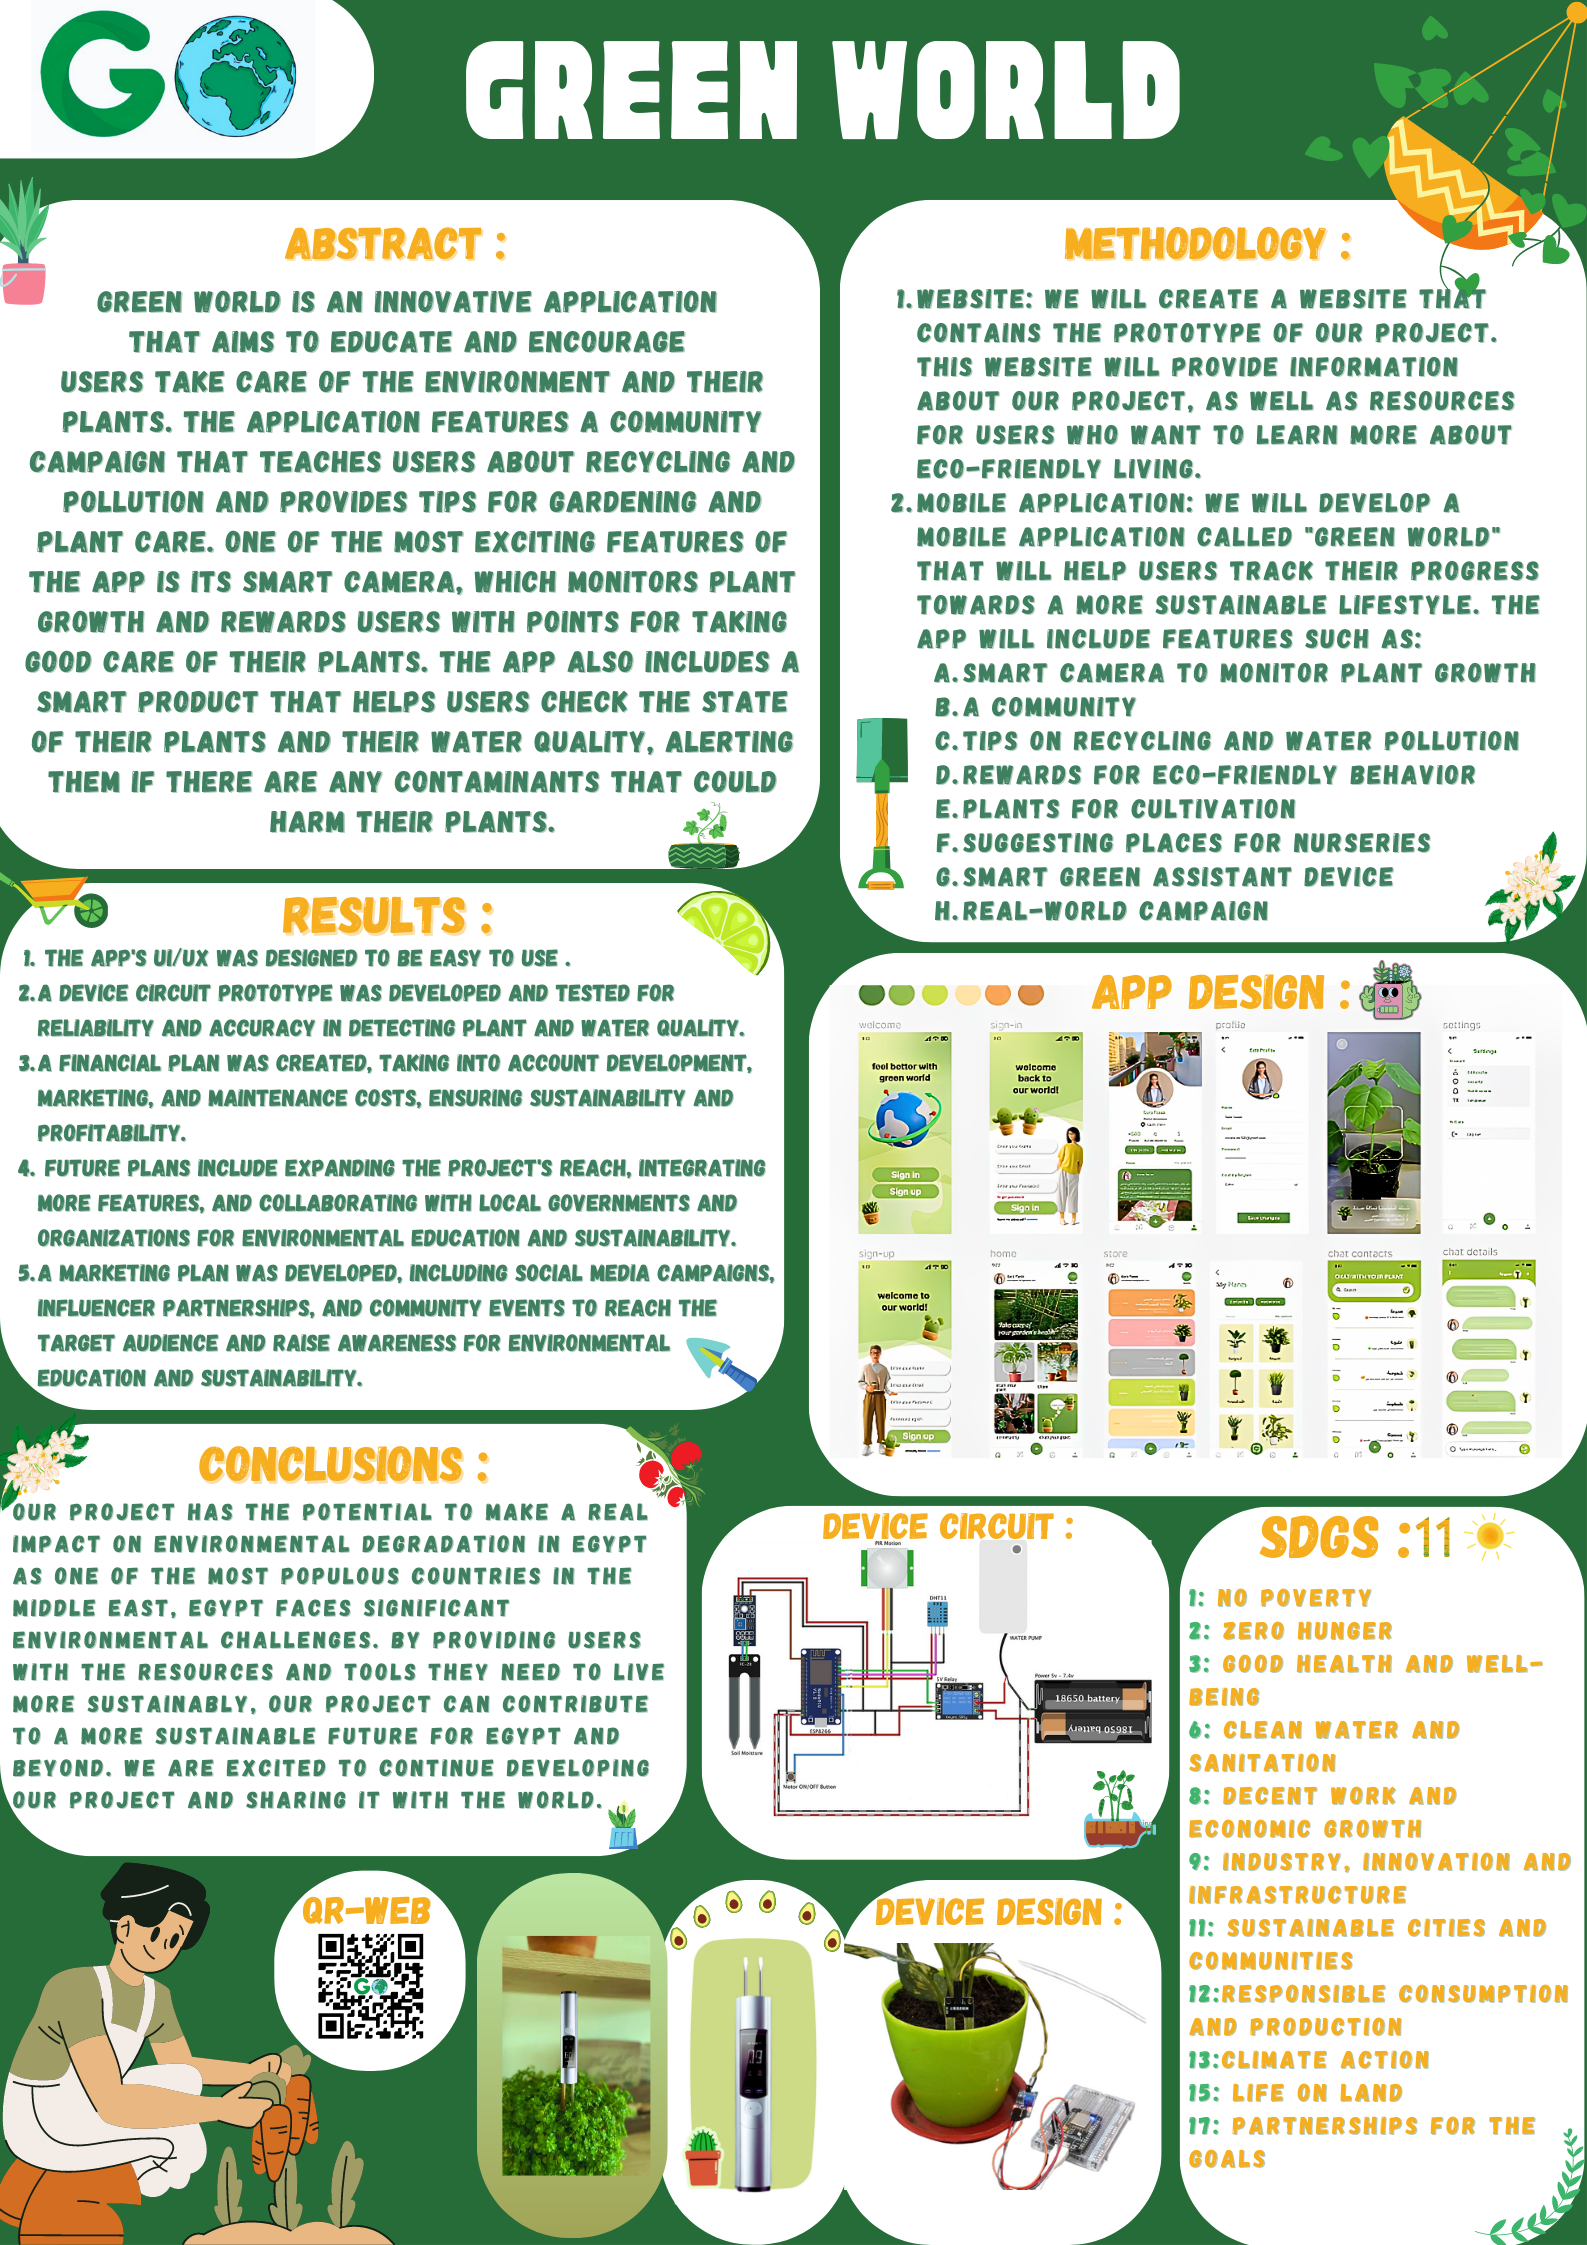 GO
GREEN WORLD
ABSTRACT :
GREEN WORLD IS AN INNOVATIVE APPLICATION
THAT AIMS TO EDUCATE AND ENCOURAGE
USERS TAKE CARE OF THE ENVIRONMENT AND THEIR
PLANTS. THE APPLICATION FEATURES A COMMUNITY
CAMPAIGN THAT TEACHES USERS ABOUT RECYCLING AND
POLLUTION AND PROVIDES TIPS FOR GARDENING AND
PLANT CARE. ONE OF THE MOST EXCITING FEATURES OF
THE APP IS ITS SMART CAMERA, WHICH MONITORS PLANT
GROWTH AND REWARDS USERS WITH POINTS FOR TAKING
GOOD CARE OF THEIR PLANTS. THE APP ALSO INCLUDES A
SMART PRODUCT THAT HELPS USERS CHECK THE STATE
OF THEIR PLANTS AND THEIR WATER QUALITY, ALERTING
THEM IF THERE ARE ANY CONTAMINANTS THAT COULD
HARM THEIR PLANTS.
METHODOLOGY :
1. WEBSITE: WE WILL CREATE A WEBSITE THAT
CONTAINS THE PROTOTYPE OF OUR PROJECT.
THIS WEBSITE WILL PROVIDE INFORMATION
ABOUT OUR PROJECT, AS WELL AS RESOURCES
FOR USERS WHO WANT TO LEARN MORE ABOUT
ECO-FRIENDLY LIVING.
2. MOBILE APPLICATION: WE WILL DEVELOP A
MOBILE APPLICATION CALLED "GREEN WORLD"
THAT WILL HELP USERS TRACK THEIR PROGRESS
TOWARDS A MORE SUSTAINABLE LIFESTYLE. THE
APP WILL INCLUDE FEATURES SUCH AS:
A. SMART CAMERA TO MONITOR PLANT GROWTH
B. A COMMUNITY
C. TIPS ON RECYCLING AND WATER POLLUTION
D. REWARDS FOR ECO-FRIENDLY BEHAVIOR
E. PLANTS FOR CULTIVATION
F. SUGGESTING PLACES FOR NURSERIES
G. SMART GREEN ASSISTANT DEVICE
H. REAL-WORLD CAMPAIGN
RESULTS :
1. THE APP'S UI/UX WAS DESIGNED TO BE EASY TO USE .
2. A DEVICE CIRCUIT PROTOTYPE WAS DEVELOPED AND TESTED FOR
RELIABILITY AND ACCURACY IN DETECTING PLANT AND WATER QUALITY.
3. A FINANCIAL PLAN WAS CREATED, TAKING INTO ACCOUNT DEVELOPMENT,
MARKETING, AND MAINTENANCE COSTS, ENSURING SUSTAINABILITY AND
PROFITABILITY.
4. FUTURE PLANS INCLUDE EXPANDING THE PROJECT'S REACH, INTEGRATING
MORE FEATURES, AND COLLABORATING WITH LOCAL GOVERNMENTS AND
ORGANIZATIONS FOR ENVIRONMENTAL EDUCATION AND SUSTAINABILITY.
5. A MARKETING PLAN WAS DEVELOPED, INCLUDING SOCIAL MEDIA CAMPAIGNS,
INFLUENCER PARTNERSHIPS, AND COMMUNITY EVENTS TO REACH THE
TARGET AUDIENCE AND RAISE AWARENESS FOR ENVIRONMENTAL
EDUCATION AND SUSTAINABILITY.
APP DESIGN :
welcome
sign-in
profile
settings
feel better with
green world
Sign in
Sign up
welcome
back to
our world!
Sign in
Edit Profile
Save changes
Settings
sign-up
home
store
chat contacts
chat details
welcome to
our world!
Sign up
Take care of
your garden's health
My Plants
CHAT WITH YOUR PLANT
Search
CONCLUSIONS :
OUR PROJECT HAS THE POTENTIAL TO MAKE A REAL
IMPACT ON ENVIRONMENTAL DEGRADATION IN EGYPT
AS ONE OF THE MOST POPULOUS COUNTRIES IN THE
MIDDLE EAST, EGYPT FACES SIGNIFICANT
ENVIRONMENTAL CHALLENGES. BY PROVIDING USERS
WITH THE RESOURCES AND TOOLS THEY NEED TO LIVE
MORE SUSTAINABLY, OUR PROJECT CAN CONTRIBUTE
TO A MORE SUSTAINABLE FUTURE FOR EGYPT AND
BEYOND. WE ARE EXCITED TO CONTINUE DEVELOPING
OUR PROJECT AND SHARING IT WITH THE WORLD.
DEVICE CIRCUIT :
PIR Motion
DHT11
WATER PUMP
5V Relay
Power 5v - 7.4v
18650 battery
18650 battery
ESP8266
Soil Moisture
Motor ON/OFF Button
SDGS :11
1: NO POVERTY
2: ZERO HUNGER
3: GOOD HEALTH AND WELL-
BEING
6: CLEAN WATER AND
SANITATION
8: DECENT WORK AND
ECONOMIC GROWTH
9: INDUSTRY, INNOVATION AND
INFRASTRUCTURE
11: SUSTAINABLE CITIES AND
COMMUNITIES
12:RESPONSIBLE CONSUMPTION
AND PRODUCTION
13:CLIMATE ACTION
15: LIFE ON LAND
17: PARTNERSHIPS FOR THE
GOALS
QR-WEB
GO
DEVICE DESIGN :